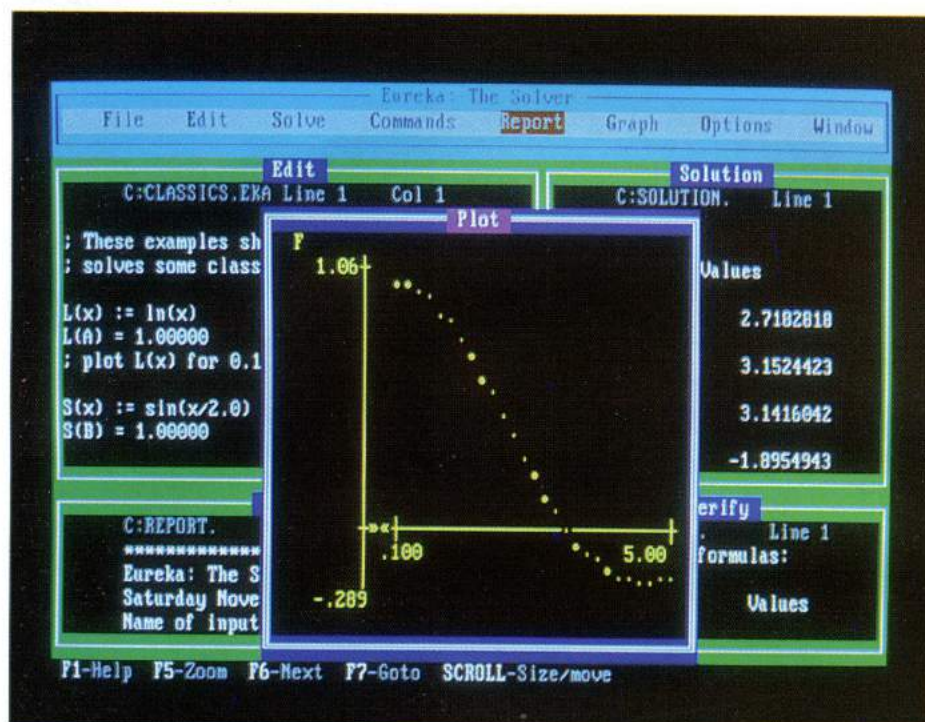 Eureka: The Solver
File Edit Solve Commands Report Graph Options Window
Edit
C:CLASSICS.EKA Line 1 Col 1
; These examples sh
; solves some class
L(x) := ln(x)
L(A) = 1.00000
; plot L(x) for 0.1
S(x) := sin(x/2.0)
S(B) = 1.00000
Solution
C:SOLUTION. Line 1
Values
2.7182818
3.1524423
3.1416042
-1.8954943
Plot
F
1.06
.100 5.00
-.289
C:REPORT.
*************
Eureka: The S
Saturday Nove
Name of input
erify
. Line 1
formulas:
Values
F1-Help F5-Zoom F6-Next F7-Goto SCROLL-Size/move